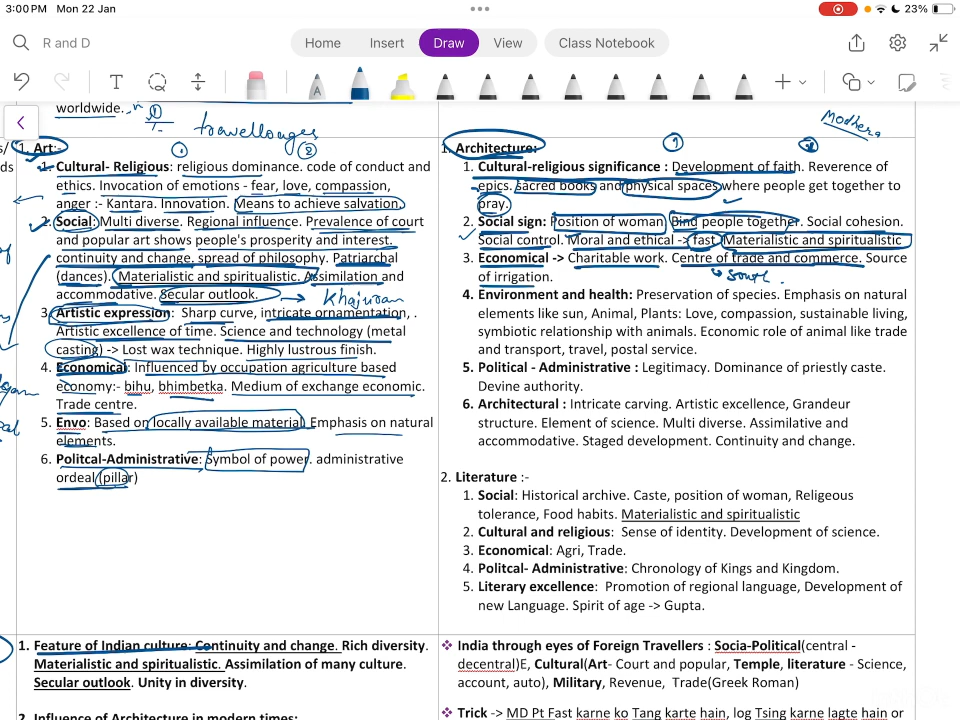 3:00PM Mon 22 Jan
23%
R and D
Home Insert Draw View Class Notebook
worldwide.
travellouges
Modhera
s/
ds
1. Art:-
1. Cultural- Religious: religious dominance. code of conduct and
ethics. Invocation of emotions - fear, love, compassion,
anger :- Kantara. Innovation. Means to achieve salvation.
2. Social: Multi diverse. Regional influence. Prevalence of court
and popular art shows people's prosperity and interest.
continuity and change. spread of philosophy. Patriarchal
(dances). Materialistic and spiritualistic. Assimilation and
accommodative. Secular outlook. → Khajuraon
3. Artistic expression: Sharp curve, intricate ornamentation, .
Artistic excellence of time. Science and technology (metal
casting) -> Lost wax technique. Highly lustrous finish.
4. Economical: Influenced by occupation agriculture based
economy:- bihu, bhimbetka. Medium of exchange economic.
Trade centre.
5. Envo: Based on locally available material. Emphasis on natural
elements.
6. Politcal-Administrative: Symbol of power. administrative
ordeal (pillar)
1. Architecture:
1. Cultural-religious significance : Development of faith. Reverence of
epics. Sacred books and physical spaces where people get together to
pray.
2. Social sign: Position of woman. Bind people together. Social cohesion.
Social control. Moral and ethical -> fast. Materialistic and spiritualistic
3. Economical -> Charitable work. Centre of trade and commerce. Source
of irrigation.
South.
4. Environment and health: Preservation of species. Emphasis on natural
elements like sun, Animal, Plants: Love, compassion, sustainable living,
symbiotic relationship with animals. Economic role of animal like trade
and transport, travel, postal service.
5. Political - Administrative : Legitimacy. Dominance of priestly caste.
Devine authority.
6. Architectural : Intricate carving. Artistic excellence, Grandeur
structure. Element of science. Multi diverse. Assimilative and
accommodative. Staged development. Continuity and change.
2. Literature :-
1. Social: Historical archive. Caste, position of woman, Religeous
tolerance, Food habits. Materialistic and spiritualistic
2. Cultural and religious: Sense of identity. Development of science.
3. Economical: Agri, Trade.
4. Politcal- Administrative: Chronology of Kings and Kingdom.
5. Literary excellence: Promotion of regional language, Development of
new Language. Spirit of age -> Gupta.
1. Feature of Indian culture: Continuity and change. Rich diversity.
Materialistic and spiritualistic. Assimilation of many culture.
Secular outlook. Unity in diversity.
2. Influence of Architecture in modern times:
❖ India through eyes of Foreign Travellers : Socia-Political(central -
decentral)E, Cultural(Art- Court and popular, Temple, literature - Science,
account, auto), Military, Revenue, Trade(Greek Roman)
❖ Trick -> MD Pt Fast karne ko Tang karte hain, log Tsing karne lagte hain or